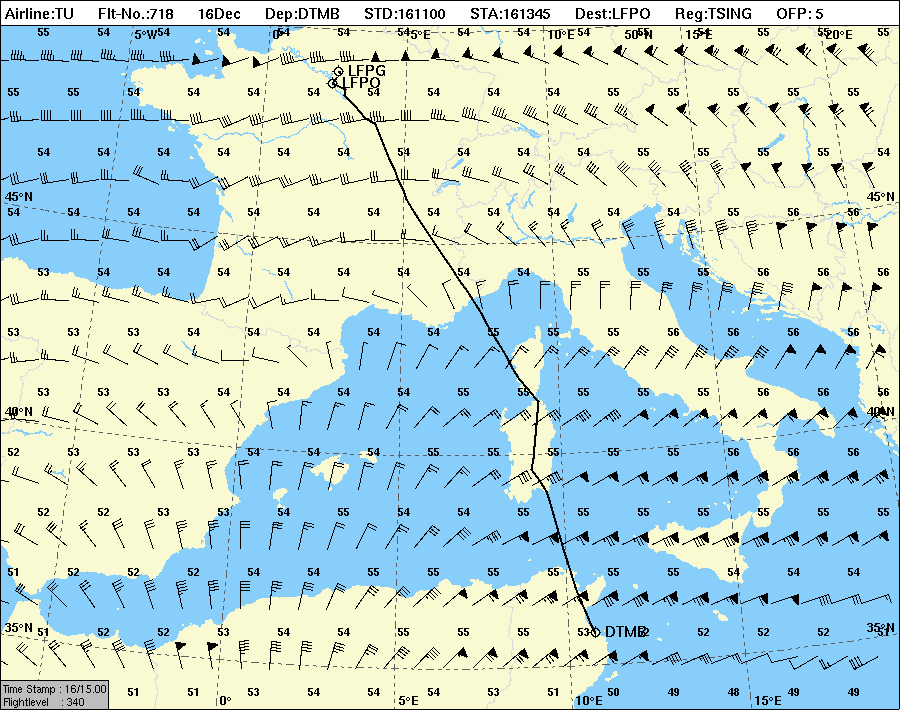 Airline:TU Flt-No.:718 16Dec Dep:DTMB STD:161100 STA:161345 Dest:LFPO Reg:TSING OFP: 5
55 54 54 54 54 54 54 54 54 54 54 55 55 55
5°W 0° 5°E 10°E 50°N 15°E 20°E
LFPG
LFPO
55 55 54 54 54 54 54 54 54 54 54 55 55 55 55
54 54 54 54 54 54 54 54 54 54 54 55 55 55
45°N 45°N
54 54 54 54 54 54 54 54 54 54 55 55 55 56 56
53 54 54 54 54 54 54 54 55 55 55 56 56 56
53 53 53 54 54 54 54 54 55 55 55 56 56 56 56
53 53 54 54 54 54 55 55 55 55 56 56 56 56
40°N 40°N
52 53 53 53 54 54 54 55 55 55 55 55 55 55 56
52 52 53 53 54 54 55 55 55 55 55 55 55 55
51 52 52 53 54 54 55 55 55 55 55 54 54 54 54
35°N 35°N
51 52 52 53 54 54 55 55 55 53 52 52 52 52 51
DTMB
Time Stamp : 16/15.00
Flightlevel : 340
51 51 53 54 54 55 55 50 49 48 49 49
0° 5°E 10°E 15°E